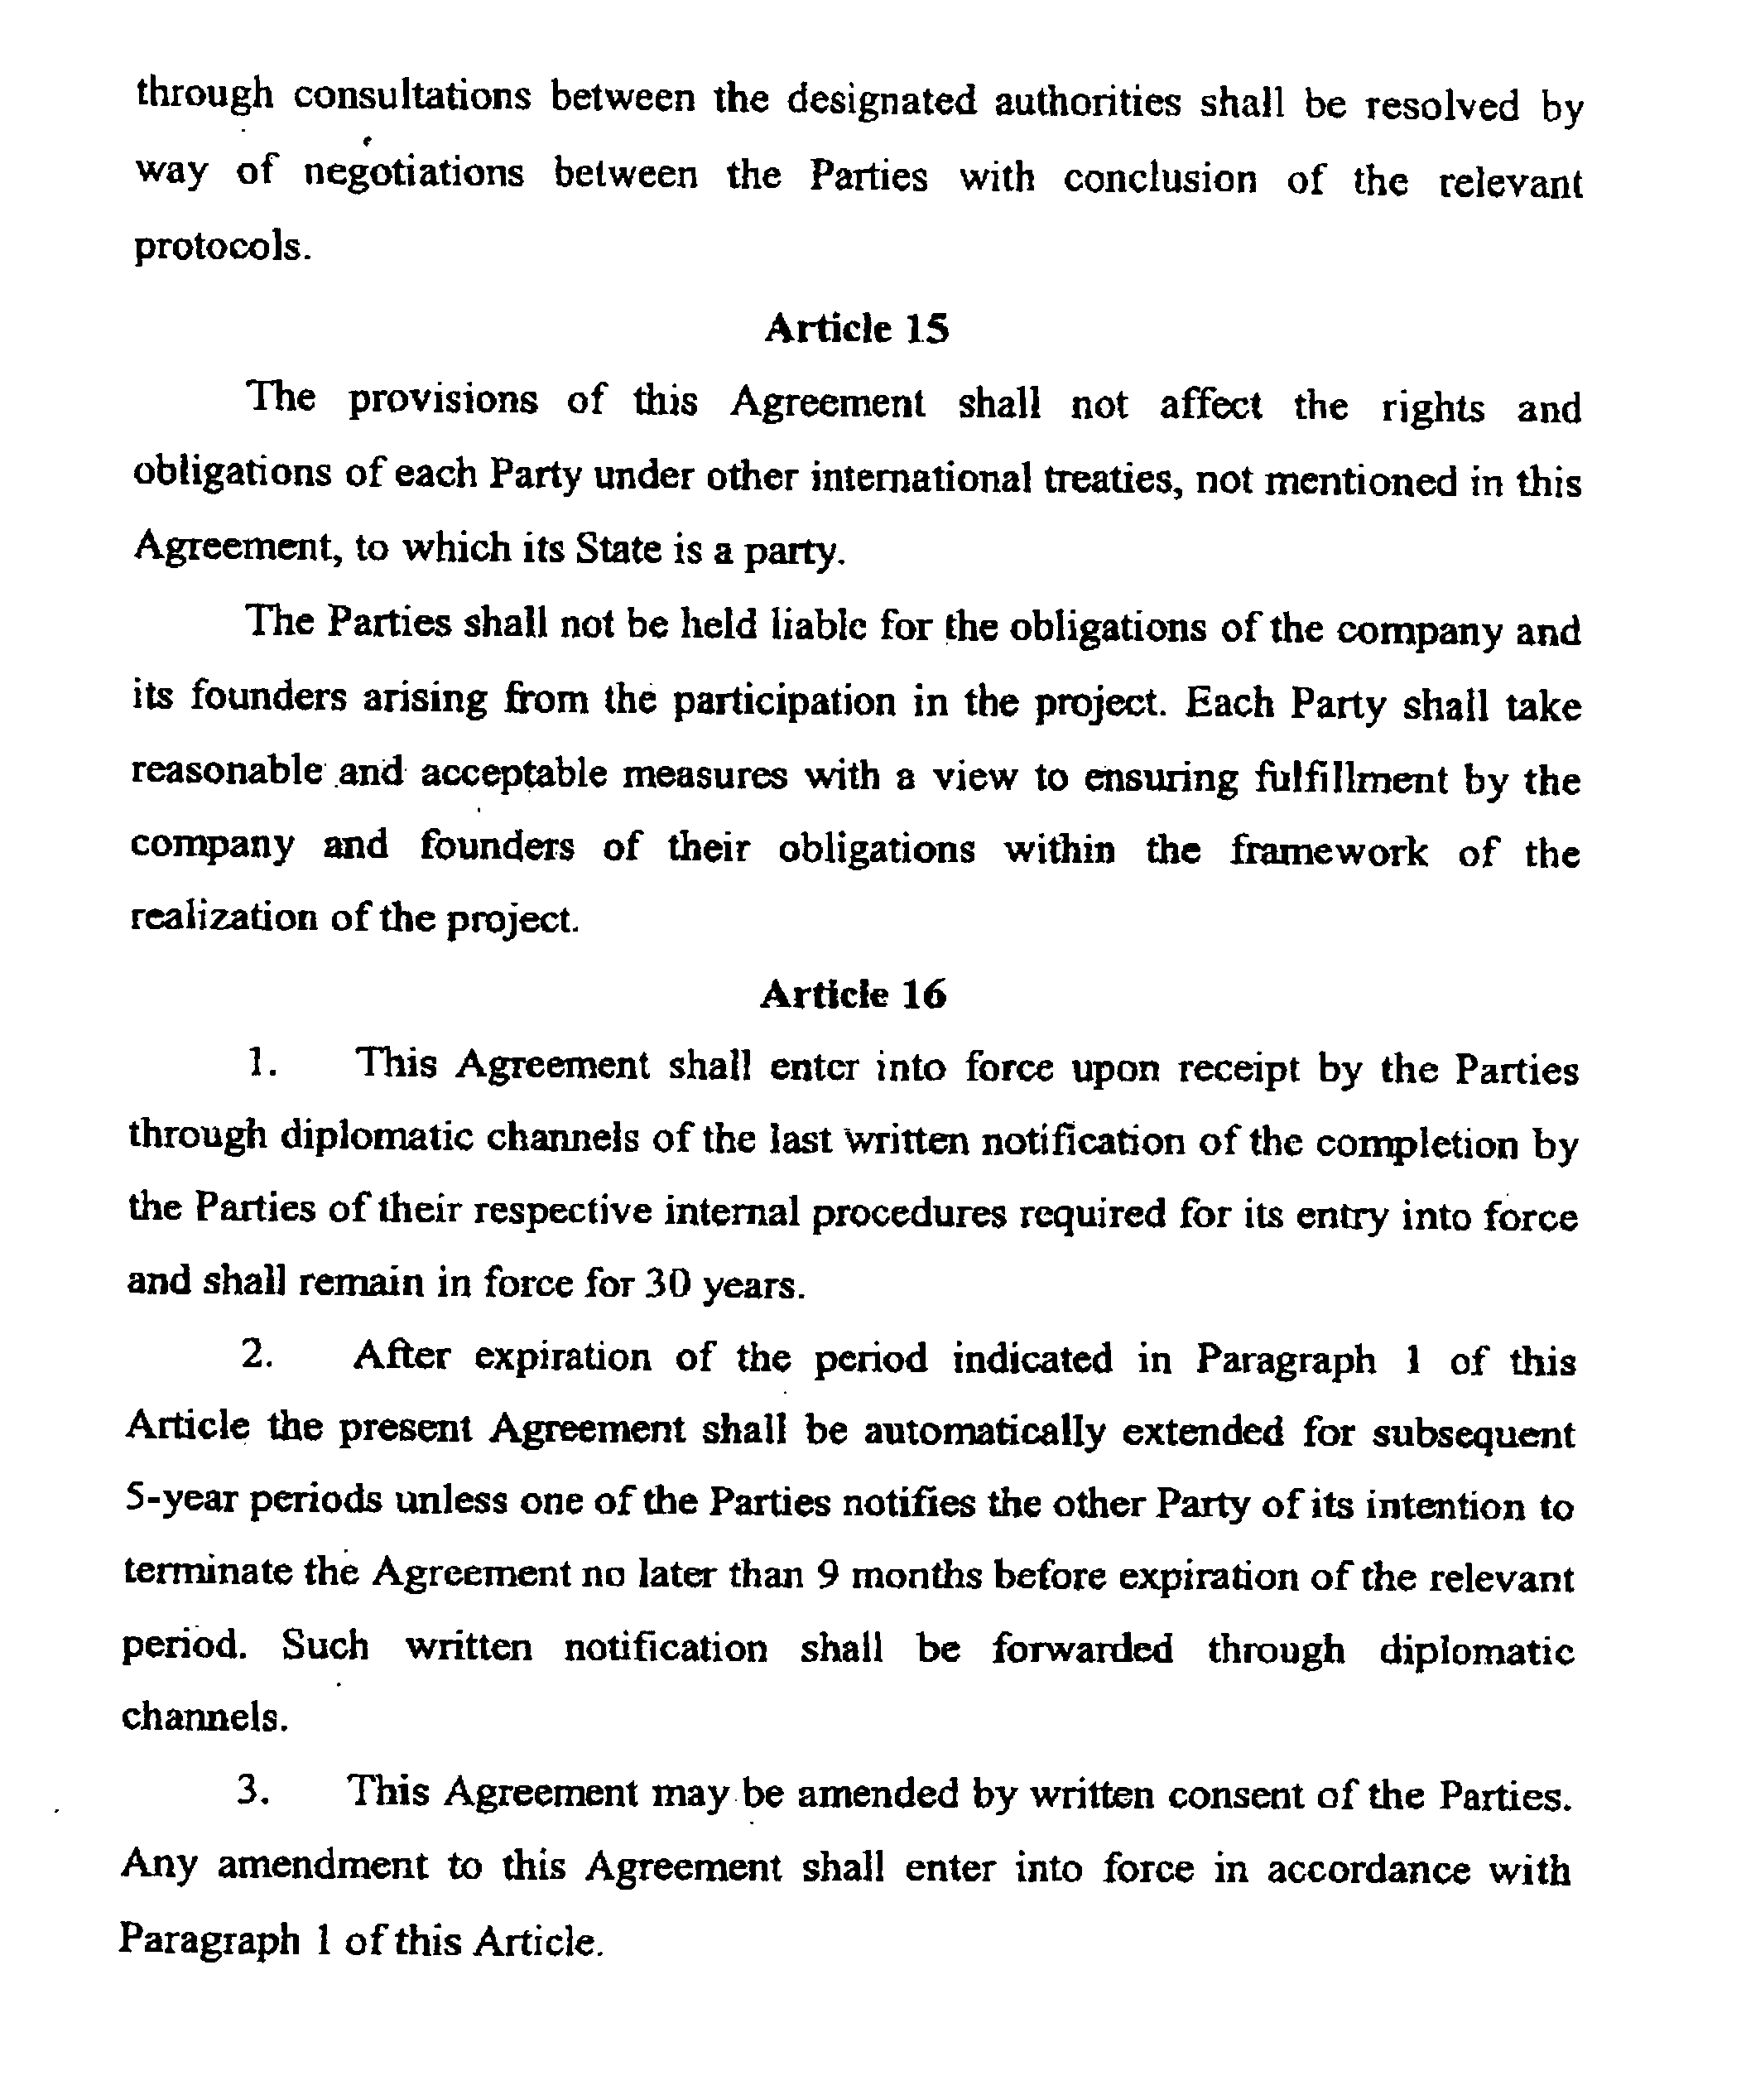 through consultations between the designated authorities shall be resolved by
way of negotiations between the Parties with conclusion of the relevant
protocols.
Article 15
The provisions of this Agreement shall not affect the rights and
obligations of each Party under other international treaties, not mentioned in this
Agreement, to which its State is a party.
The Parties shall not be held liable for the obligations of the company and
its founders arising from the participation in the project. Each Party shall take
reasonable and acceptable measures with a view to ensuring fulfillment by the
company and founders of their obligations within the framework of the
realization of the project.
Article 16
1. This Agreement shall enter into force upon receipt by the Parties
through diplomatic channels of the last written notification of the completion by
the Parties of their respective internal procedures required for its entry into force
and shall remain in force for 30 years.
2. After expiration of the period indicated in Paragraph 1 of this
Article the present Agreement shall be automatically extended for subsequent
5-year periods unless one of the Parties notifies the other Party of its intention to
terminate the Agreement no later than 9 months before expiration of the relevant
period. Such written notification shall be forwarded through diplomatic
channels.
3. This Agreement may be amended by written consent of the Parties.
Any amendment to this Agreement shall enter into force in accordance with
Paragraph 1 of this Article.